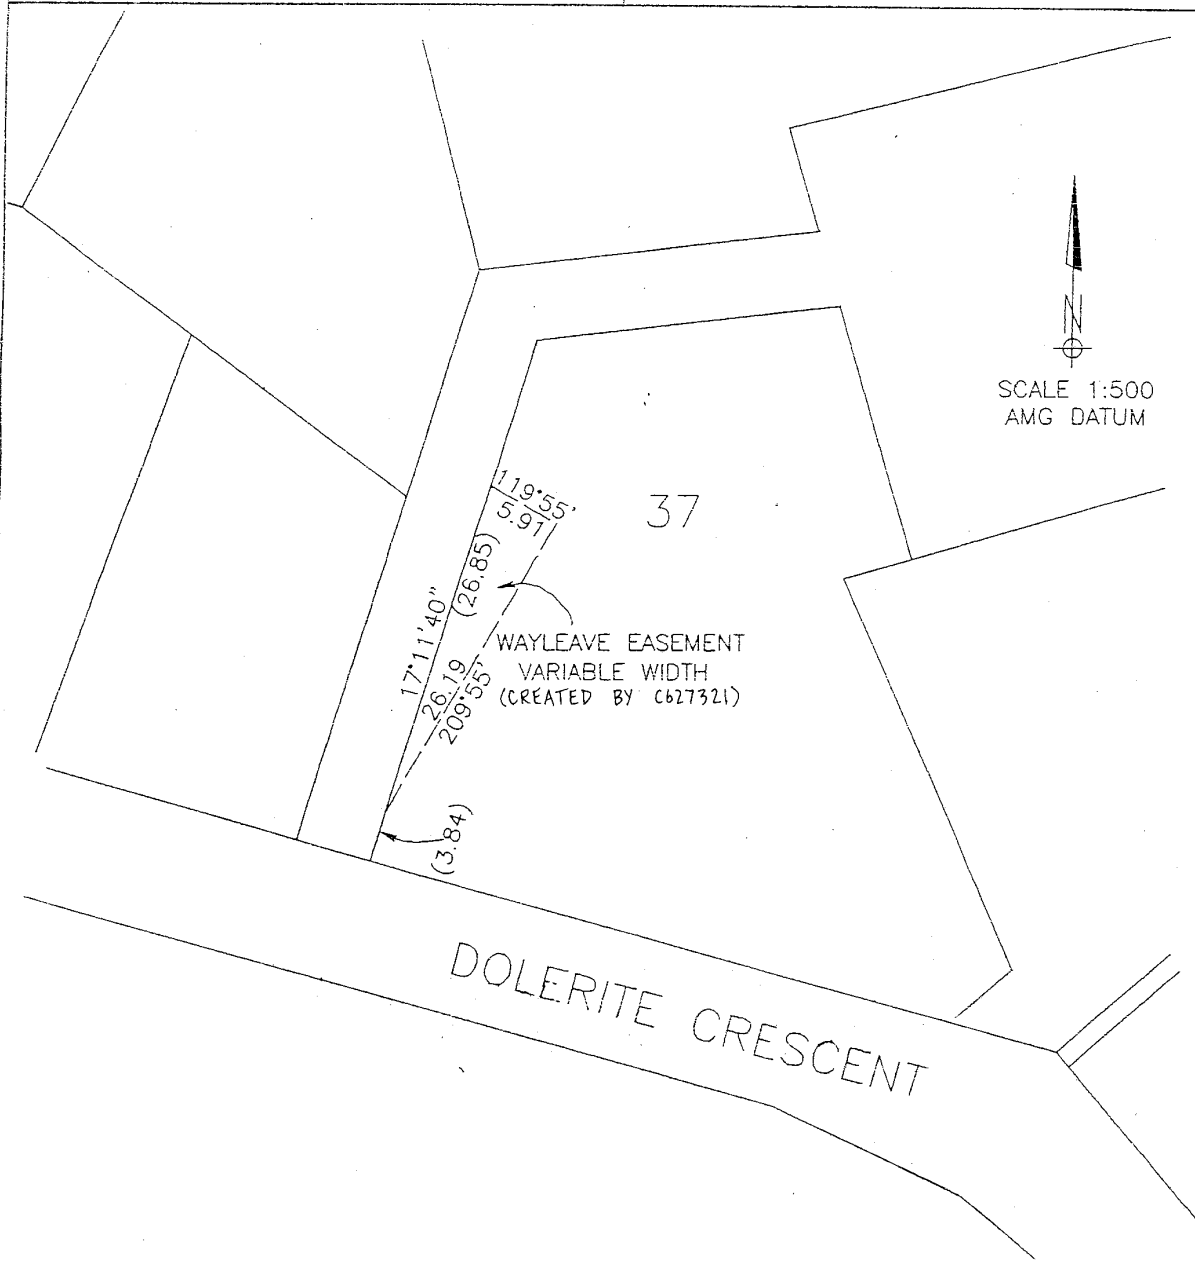 N
SCALE 1:500
AMG DATUM
119°55'
5.91
37
(26.85)
17°11'40"
26.19
209°55'
WAYLEAVE EASEMENT
VARIABLE WIDTH
(CREATED BY C627321)
(3.84)
DOLERITE CRESCENT